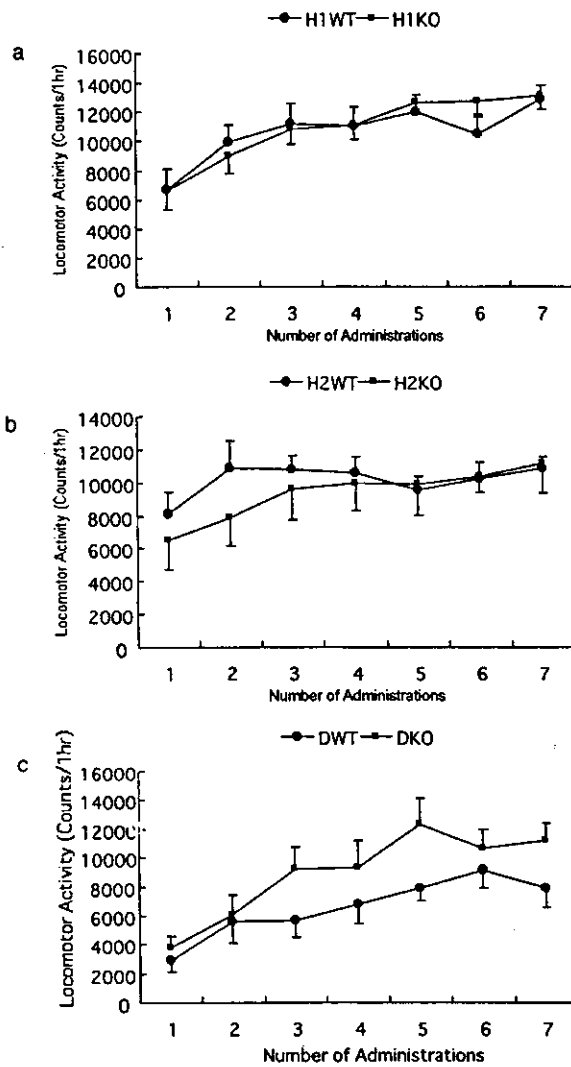 H1WT H1KO
a
Locomotor Activity (Counts/1hr)
14000
12000
10000
8000
6000
4000
2000
0
1 2 3 4 5 6 7
Number of Administrations
H2WT H2KO
b
Locomotor Activity (Counts/1hr)
14000
12000
10000
8000
6000
4000
2000
0
1 2 3 4 5 6 7
Number of Administrations
DWT DKO
c
Locomotor Activity (Counts/1hr)
16000
14000
12000
10000
8000
6000
4000
2000
0
1 2 3 4 5 6 7
Number of Administrations